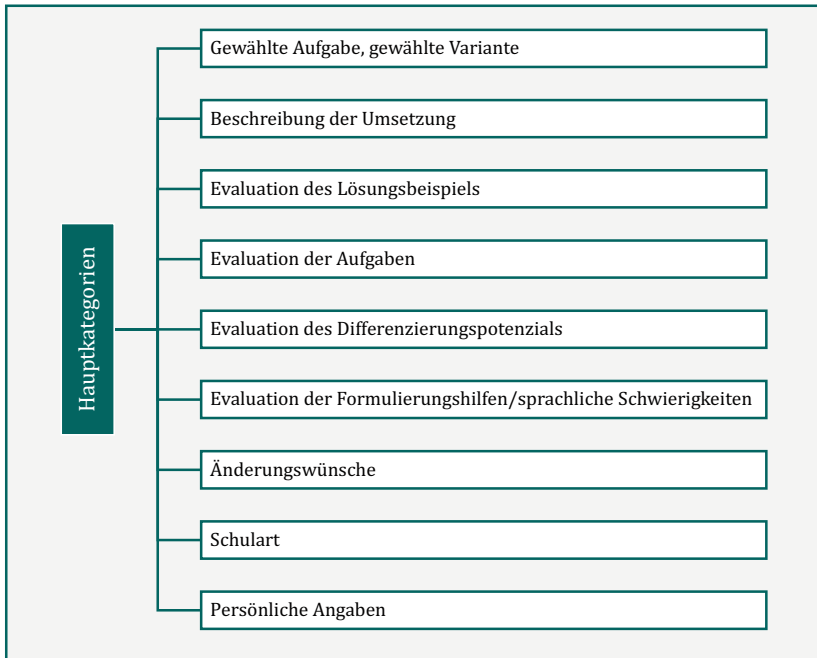 Hauptkategorien
Gewählte Aufgabe, gewählte Variante
Beschreibung der Umsetzung
Evaluation des Lösungsbeispiels
Evaluation der Aufgaben
Evaluation des Differenzierungspotenzials
Evaluation der Formulierungshilfen/sprachliche Schwierigkeiten
Änderungswünsche
Schulart
Persönliche Angaben